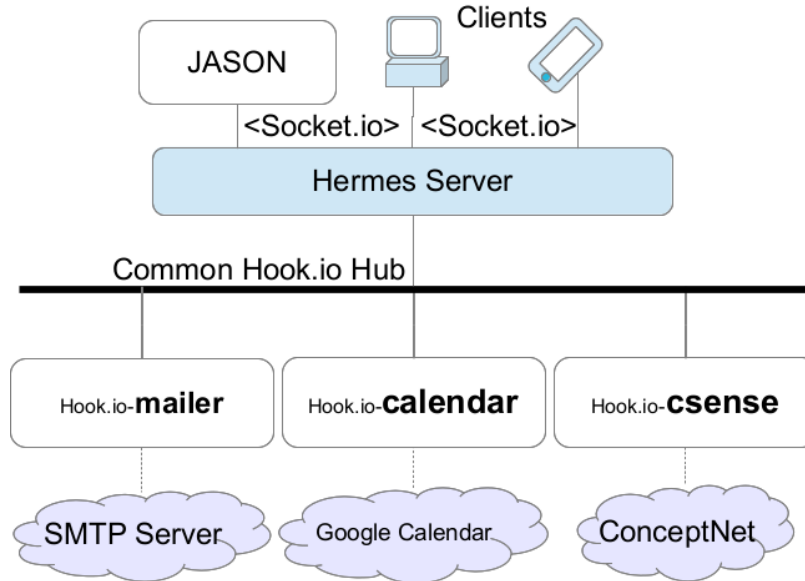 Clients
JASON
<Socket.io> <Socket.io>
Hermes Server
Common Hook.io Hub
Hook.io-mailer
Hook.io-calendar
Hook.io-csense
SMTP Server
Google Calendar
ConceptNet